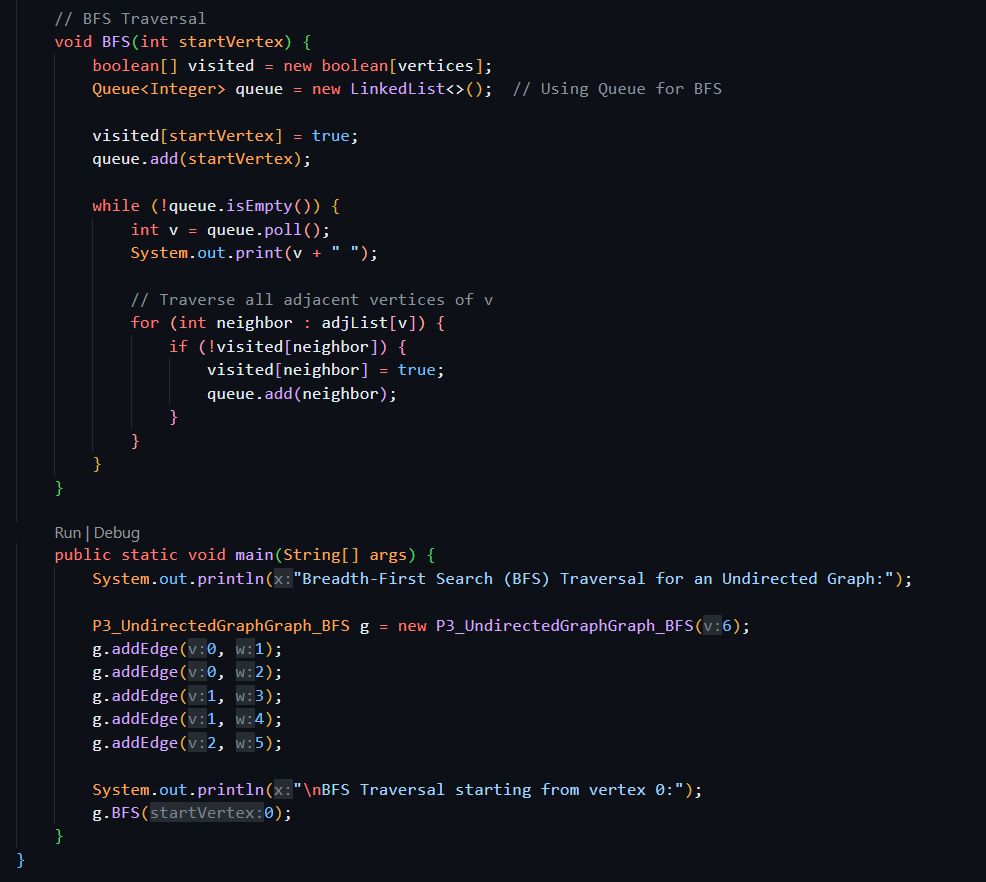 // BFS Traversal
void BFS(int startVertex) {
boolean[] visited = new boolean[vertices];
Queue<Integer> queue = new LinkedList<>();  // Using Queue for BFS
visited[startVertex] = true;
queue.add(startVertex);
while (!queue.isEmpty()) {
int v = queue.poll();
System.out.print(v + " ");
// Traverse all adjacent vertices of v
for (int neighbor : adjList[v]) {
if (!visited[neighbor]) {
visited[neighbor] = true;
queue.add(neighbor);
}
}
}
}
Run | Debug
public static void main(String[] args) {
System.out.println(x:"Breadth-First Search (BFS) Traversal for an Undirected Graph:");
P3_UndirectedGraphGraph_BFS g = new P3_UndirectedGraphGraph_BFS(v:6);
g.addEdge(v:0, w:1);
g.addEdge(v:0, w:2);
g.addEdge(v:1, w:3);
g.addEdge(v:1, w:4);
g.addEdge(v:2, w:5);
System.out.println(x:"\nBFS Traversal starting from vertex 0:");
g.BFS(startVertex:0);
}
}